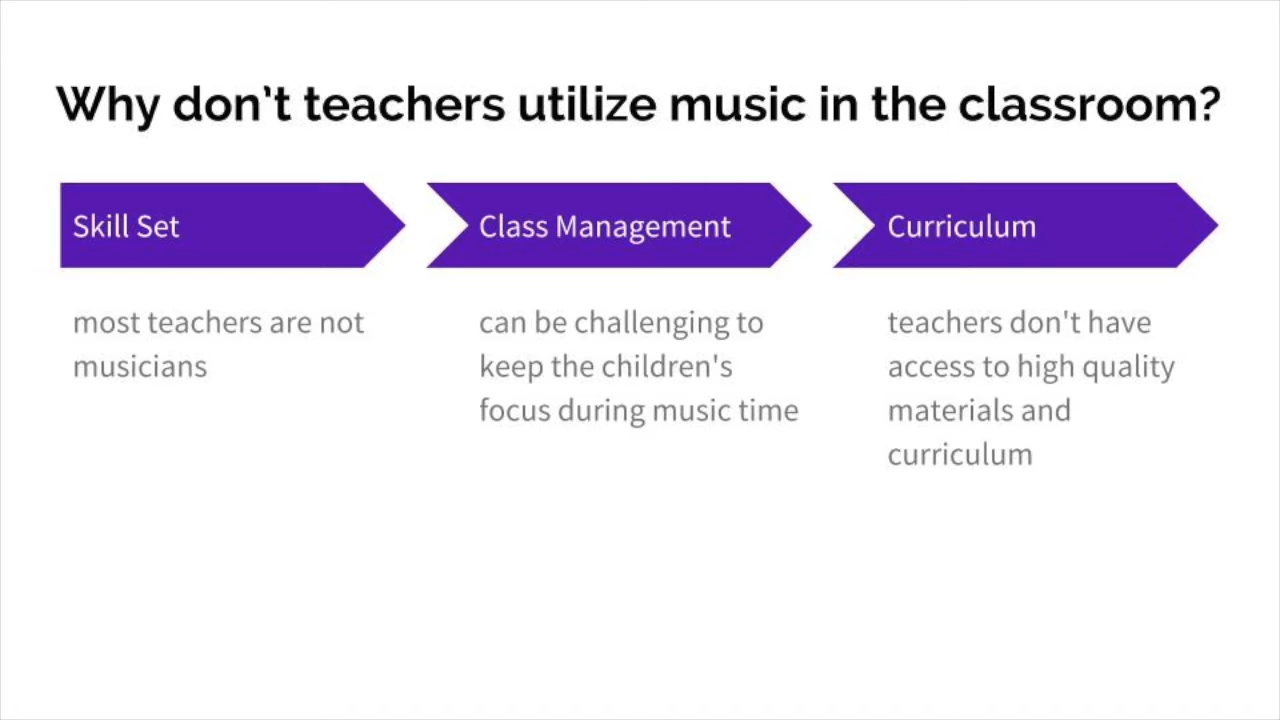 Why don’t teachers utilize music in the classroom?
Skill Set
most teachers are not
musicians
Class Management
can be challenging to
keep the children's
focus during music time
Curriculum
teachers don't have
access to high quality
materials and
curriculum